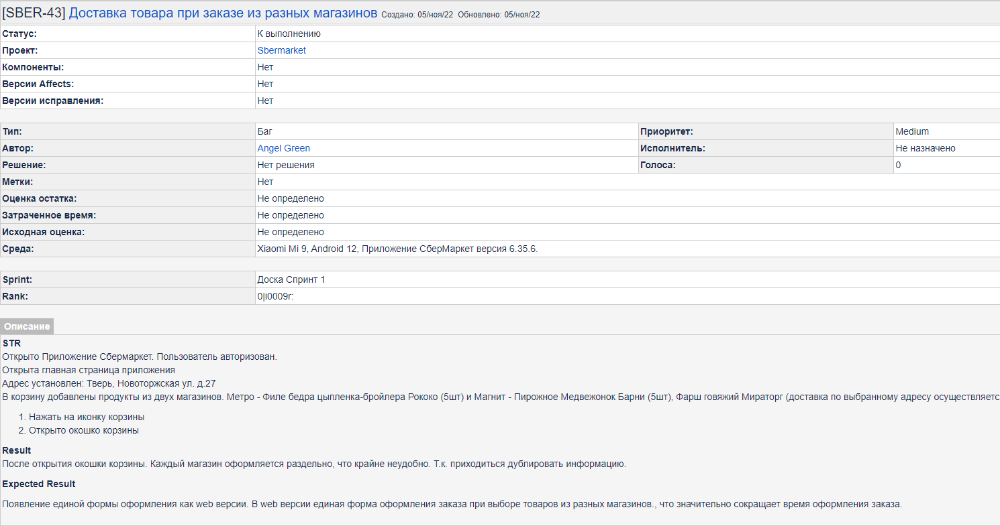 [SBER-43] Доставка товара при заказе из разных магазинов Создано: 05/ноя/22 Обновлено: 05/ноя/22
Статус: К выполнению
Проект: Sbermarket
Компоненты: Нет
Версии Affects: Нет
Версии исправления: Нет
Тип: Баг Приоритет: Medium
Автор: Angel Green Исполнитель: Не назначено
Решение: Нет решения Голоса: 0
Метки: Нет
Оценка остатка: Не определено
Затраченное время: Не определено
Исходная оценка: Не определено
Среда: Xiaomi Mi 9, Android 12, Приложение СберМаркет версия 6.35.6.
Sprint: Доска Спринт 1
Rank: 0|i0009r:
Описание
STR
Открыто Приложение Сбермаркет. Пользователь авторизован.
Открыта главная страница приложения
Адрес установлен: Тверь, Новоторжская ул. д.27
В корзину добавлены продукты из двух магазинов. Метро - Филе бедра цыпленка-бройлера Рококо (5шт) и Магнит - Пирожное Медвежонок Барни (5шт), Фарш говяжий Мираторг (доставка по выбранному адресу осуществляетс
1. Нажать на иконку корзины
2. Открыто окошко корзины
Result
После открытия окошки корзины. Каждый магазин оформляется раздельно, что крайне неудобно. Т.к. приходиться дублировать информацию.
Expected Result
Появление единой формы оформления как web версии. В web версии единая форма оформления заказа при выборе товаров из разных магазинов., что значительно сокращает время оформления заказа.